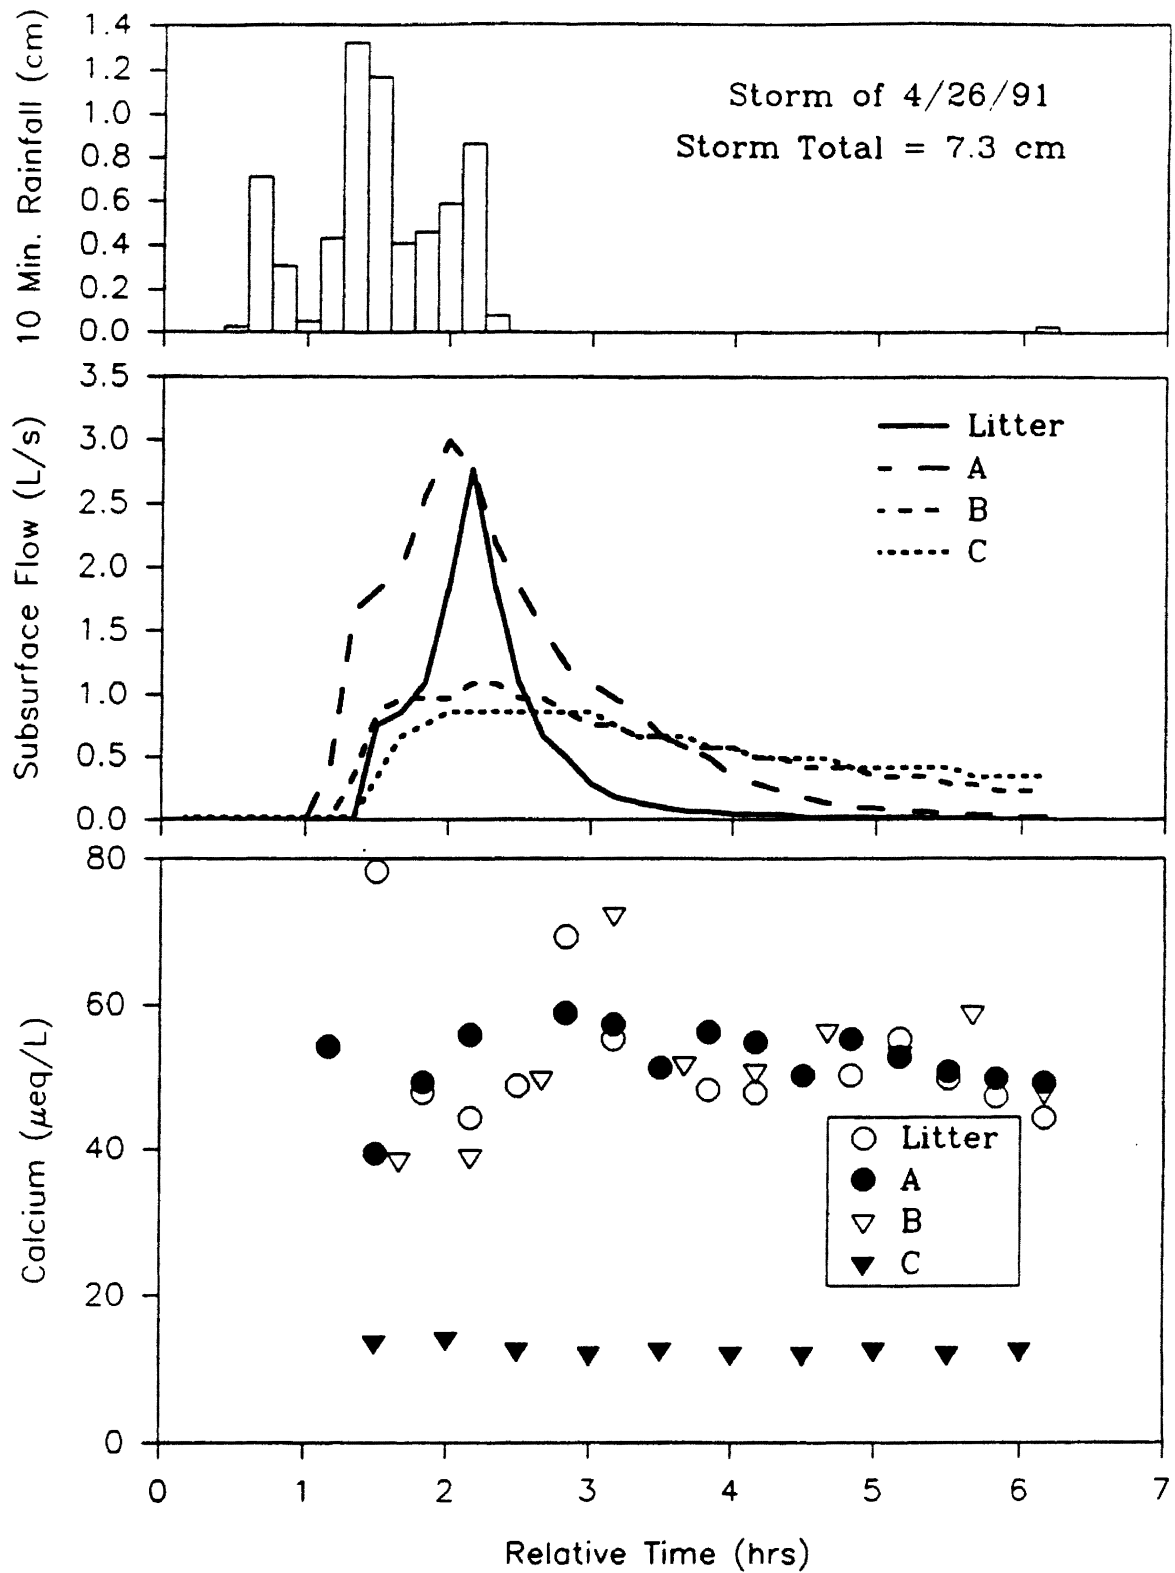 10 Min. Rainfall (cm)
1.4
1.2
1.0
0.8
0.6
0.4
0.2
0.0
Storm of 4/26/91
Storm Total = 7.3 cm
Subsurface Flow (L/s)
3.5
3.0
2.5
2.0
1.5
1.0
0.5
0.0
Litter
A
B
C
Calcium (μeq/L)
80
60
40
20
0
Litter
A
B
C
0 1 2 3 4 5 6 7
Relative Time (hrs)